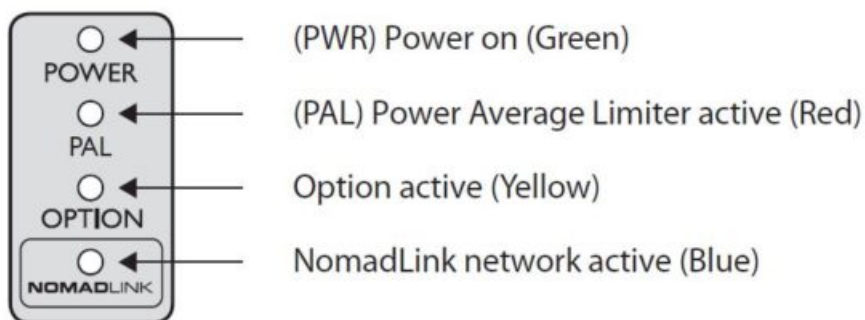 POWER (PWR) Power on (Green)
PAL (PAL) Power Average Limiter active (Red)
OPTION Option active (Yellow)
NOMADLINK NomadLink network active (Blue)